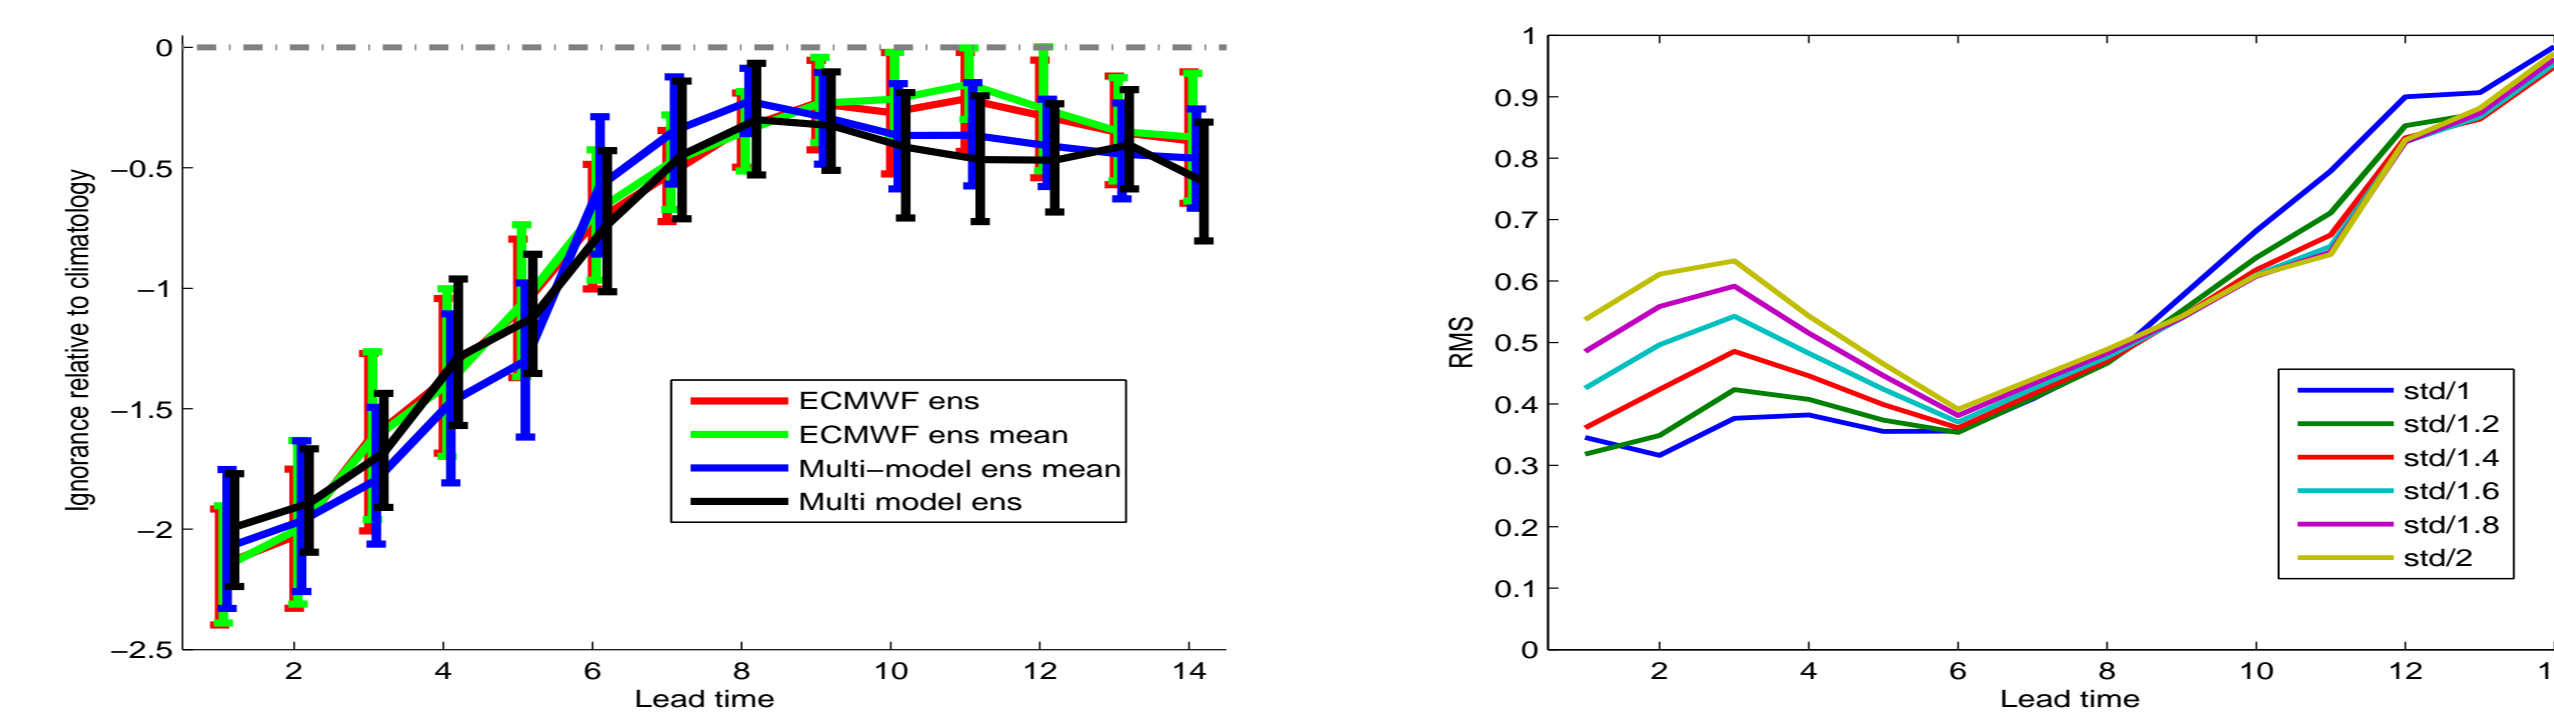 0
−0.5
−1
−1.5
−2
−2.5
2 4 6 8 10 12 14
Lead time
Ignorance relative to climatology
ECMWF ens
ECMWF ens mean
Multi−model ens mean
Multi model ens
1
0.9
0.8
0.7
0.6
0.5
0.4
0.3
0.2
0.1
0
2 4 6 8 10 12 1
Lead time
RMS
std/1
std/1.2
std/1.4
std/1.6
std/1.8
std/2